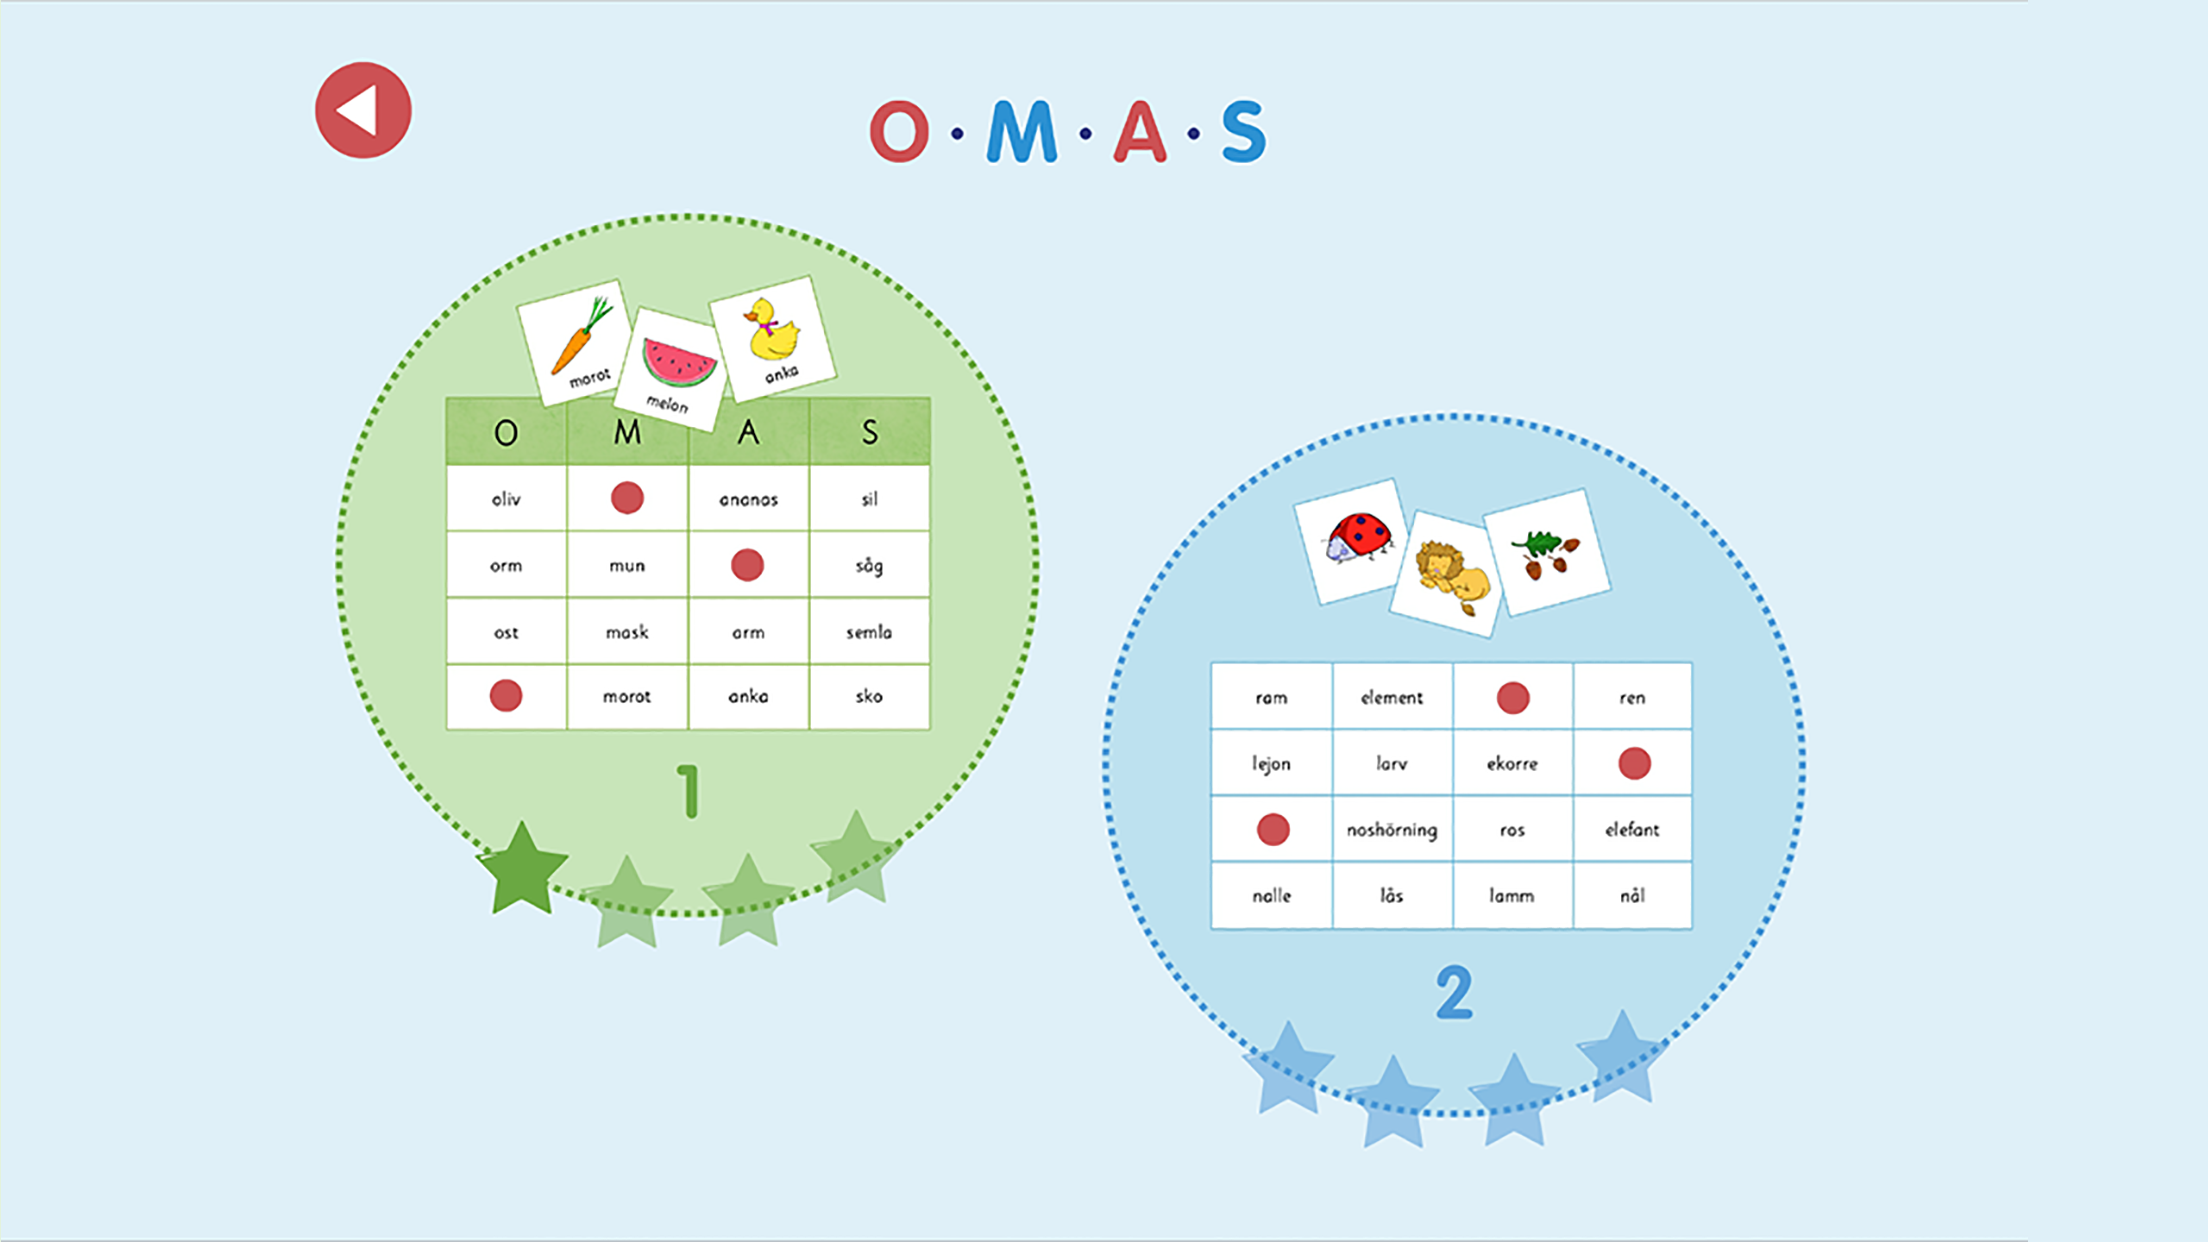 O·M·A·S
morot
melon
anka
O M A S
oliv ananas sil
orm mun såg
ost mask arm semla
morot anka sko
1
ram element ren
lejon larv ekorre
noshörning ros elefant
nalle lås lamm nål
2